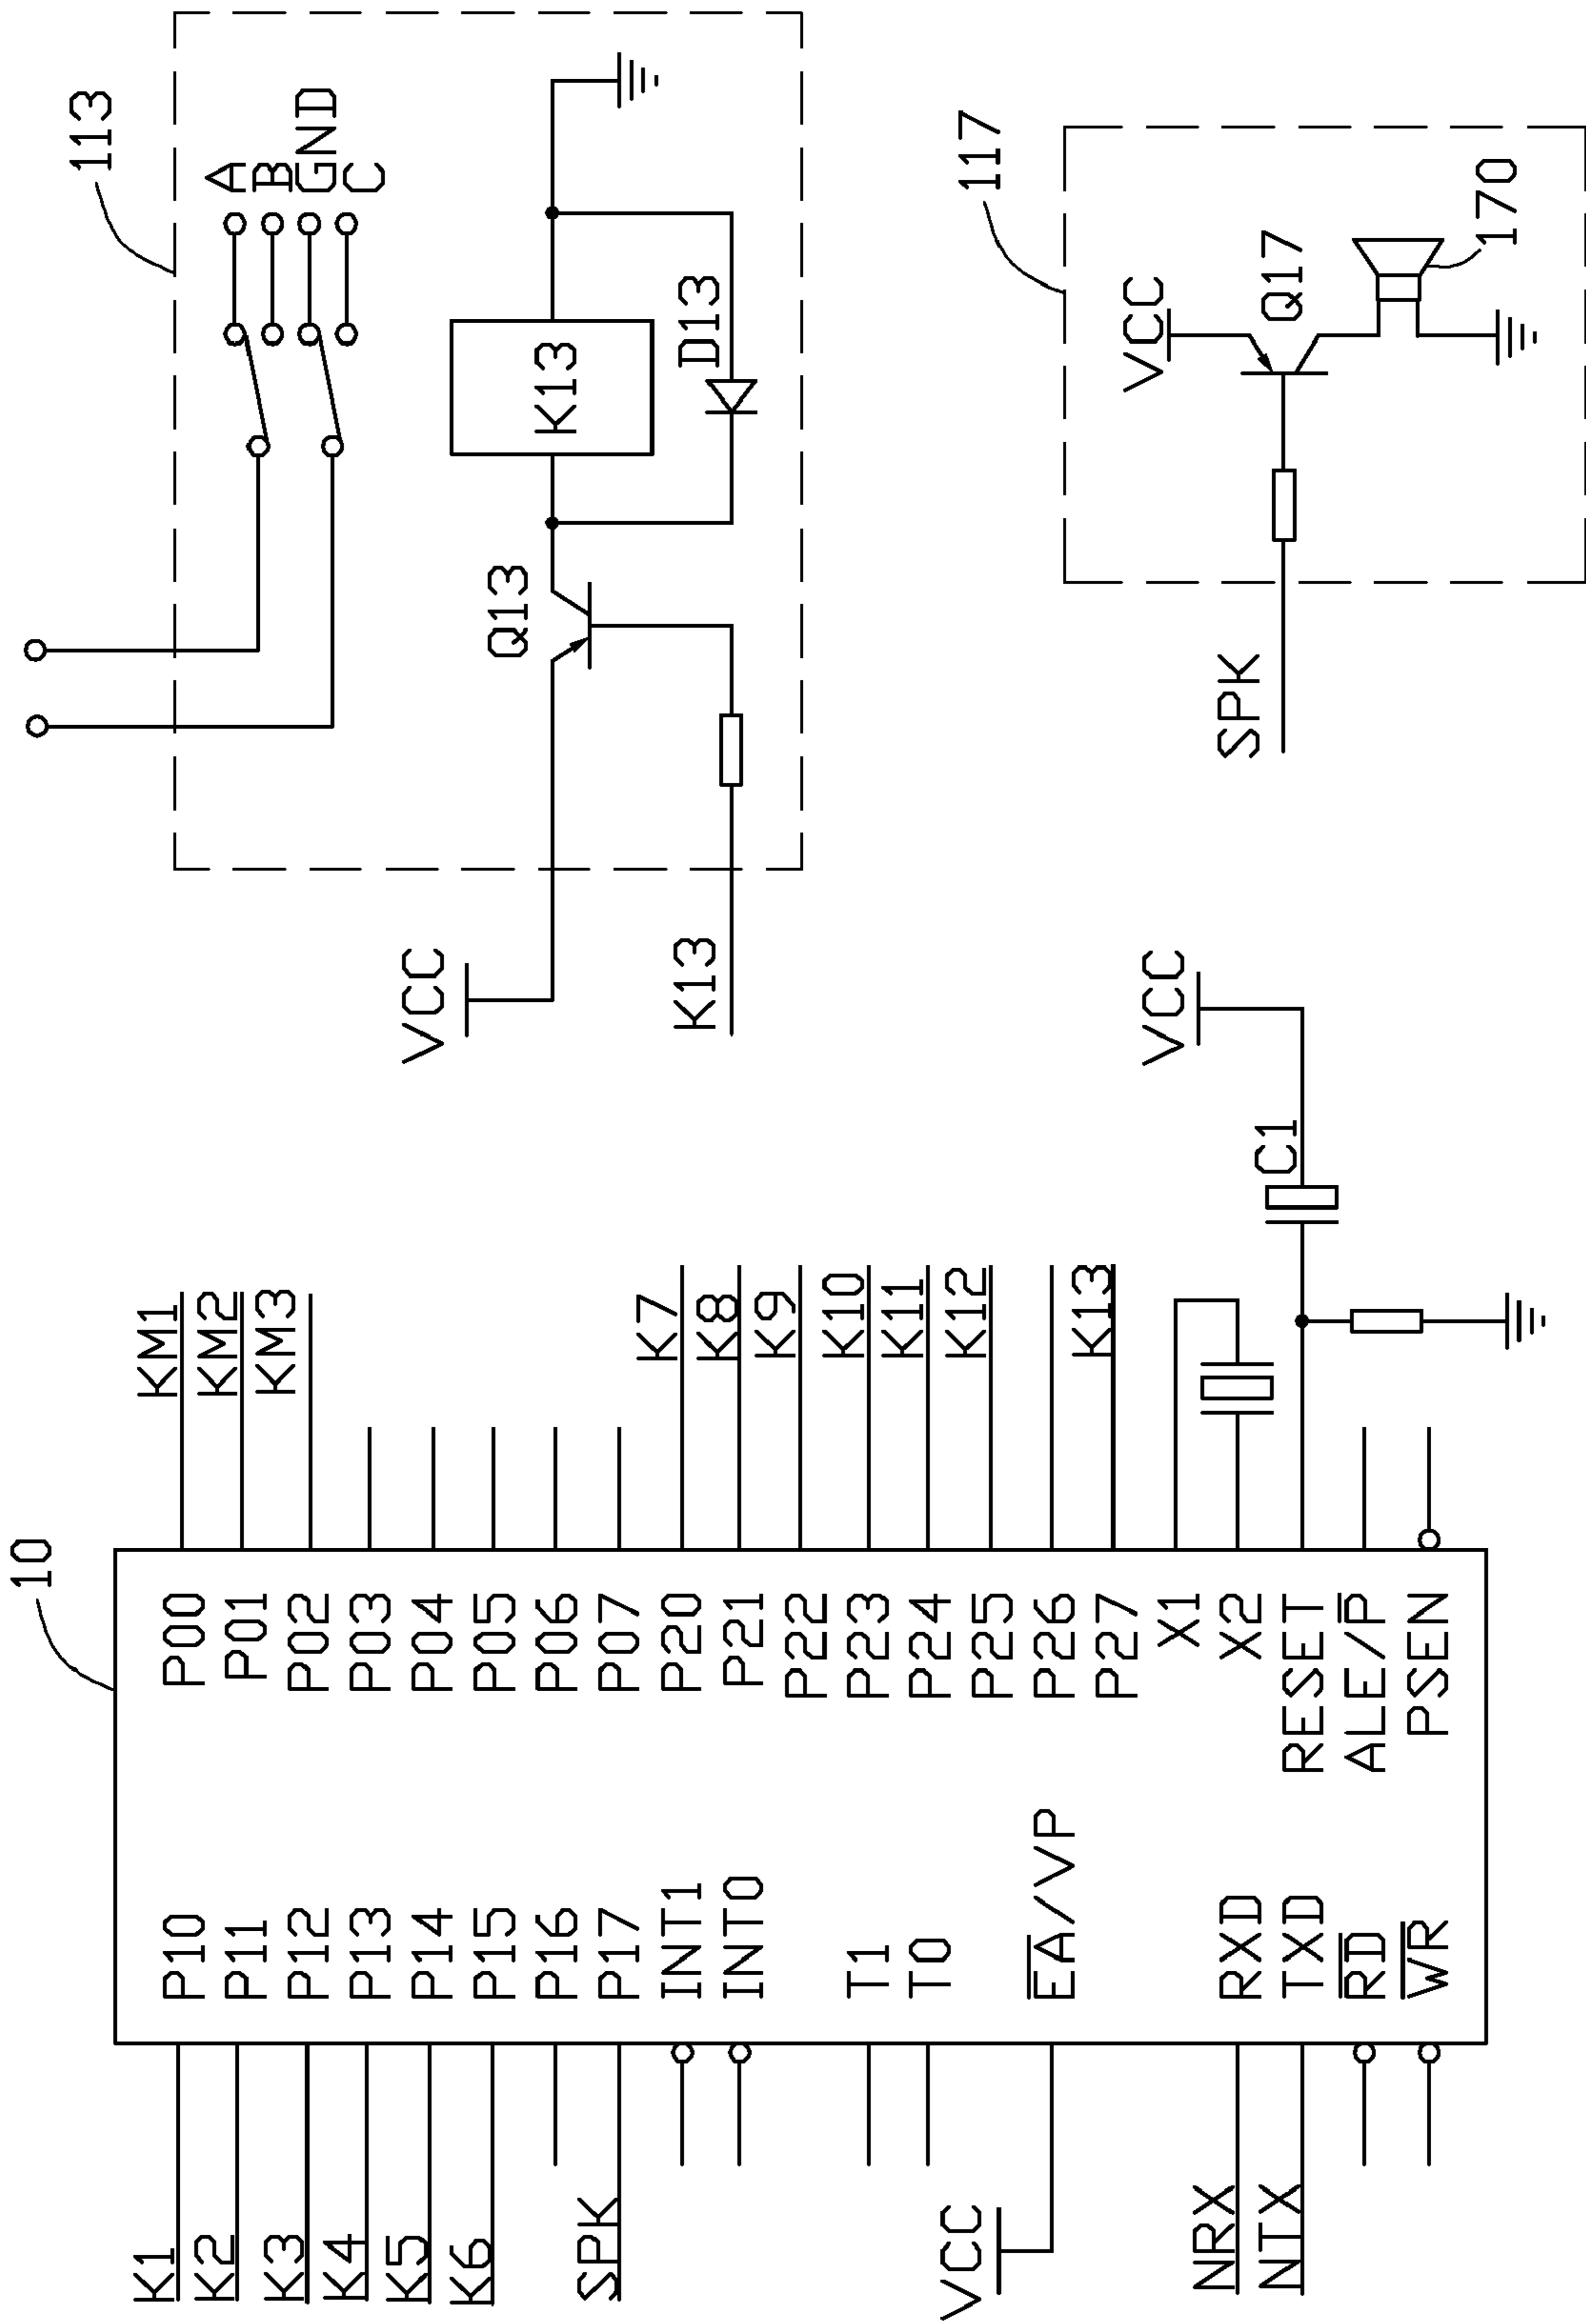 10
K1
K2
K3
K4
K5
K6
SPK
VCC
NRX
NTX
P10
P11
P12
P13
P14
P15
P16
P17
INT1
INT0
T1
T0
EA/VP
RXD
TXD
RD
WR
P00
P01
P02
P03
P04
P05
P06
P07
P20
P21
P22
P23
P24
P25
P26
P27
X1
X2
RESET
ALE/P
PSEN
KM1
KM2
KM3
K7
K8
K9
K10
K11
K12
K13
C1
VCC
113
A
B
GND
C
VCC
Q13
K13
D13
K13
117
VCC
Q17
SPK
170